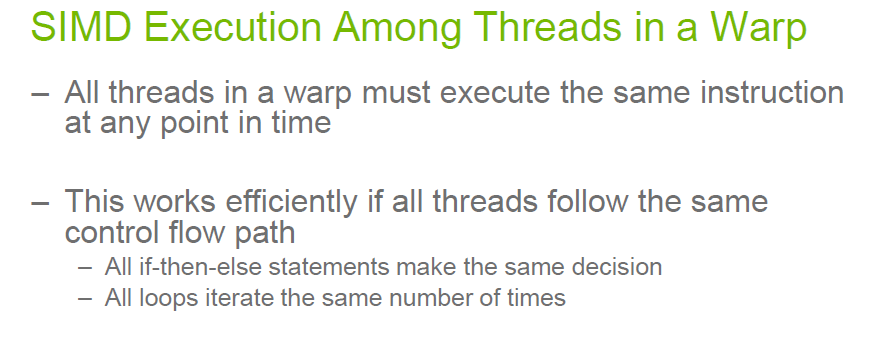 SIMD Execution Among Threads in a Warp
– All threads in a warp must execute the same instruction
at any point in time
– This works efficiently if all threads follow the same
control flow path
– All if-then-else statements make the same decision
– All loops iterate the same number of times